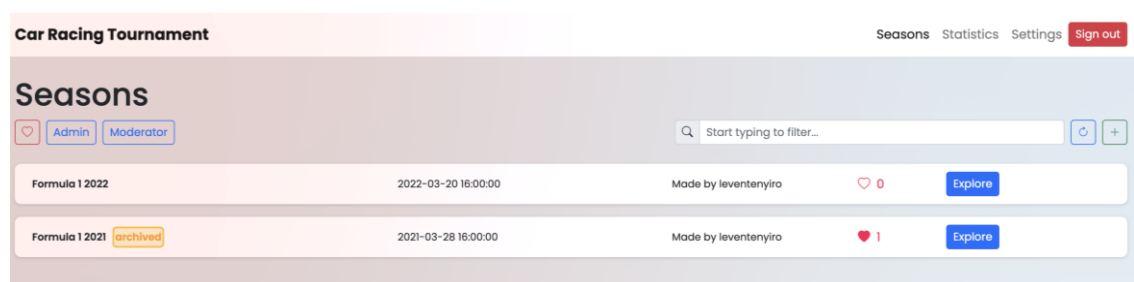 Car Racing Tournament Seasons Statistics Settings Sign out
Seasons
Admin Moderator Start typing to filter... +
Formula 1 2022 2022-03-20 16:00:00 Made by leventenyiro 0 Explore
Formula 1 2021 archived 2021-03-28 16:00:00 Made by leventenyiro 1 Explore